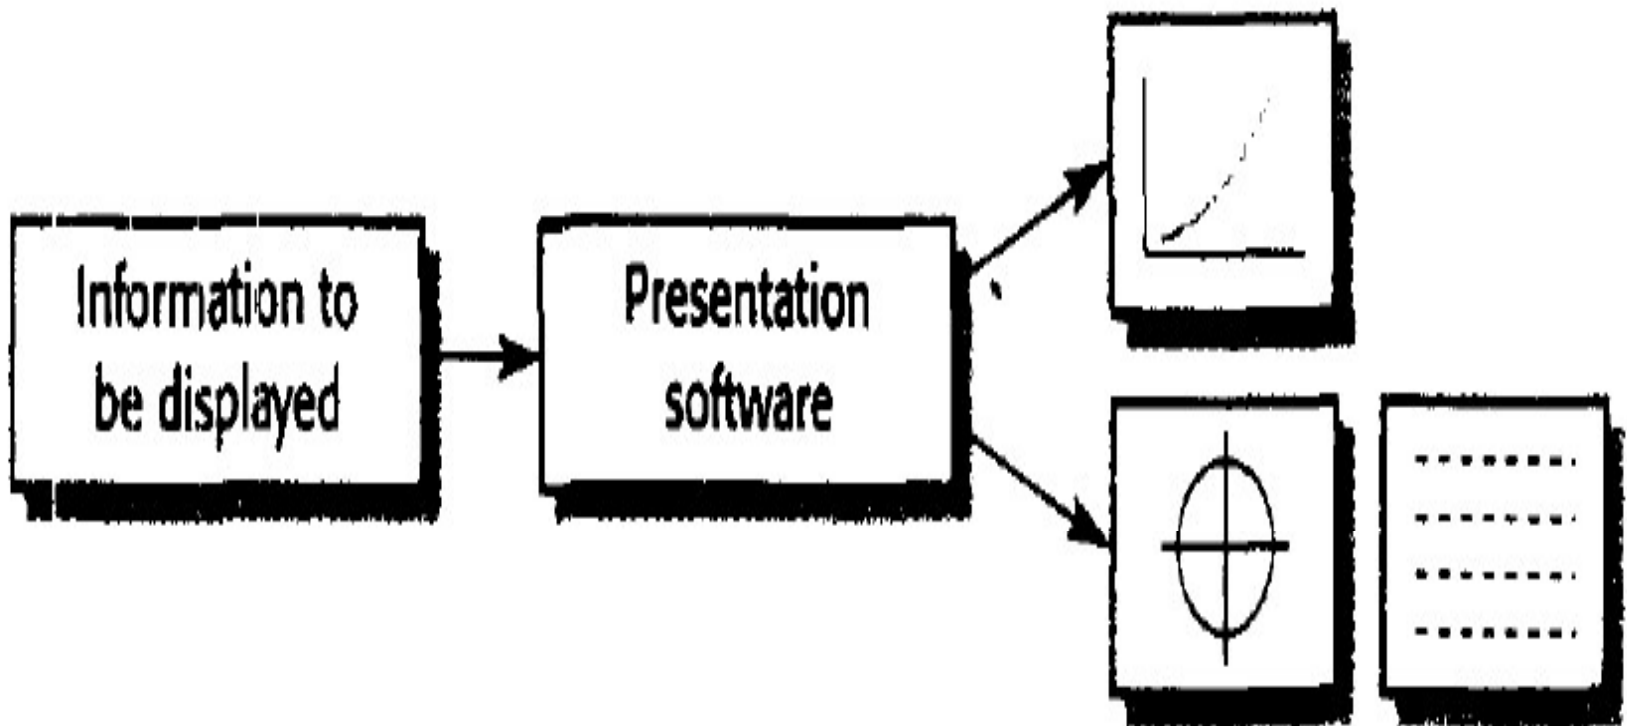 Information to
be displayed
Presentation
software